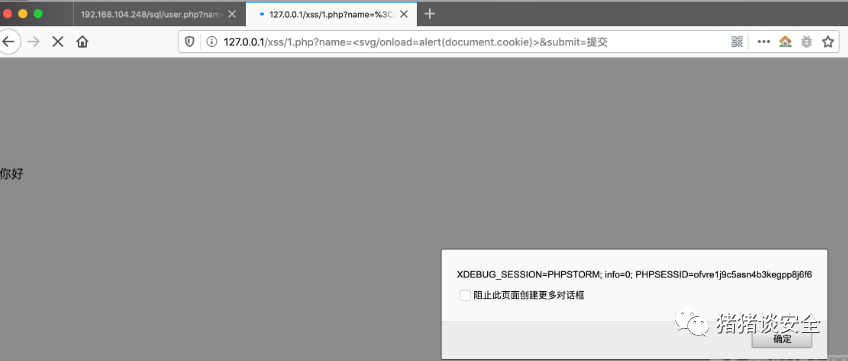 192.168.104.248/sql/user.php?name
127.0.0.1/xss/1.php?name=%3C
127.0.0.1/xss/1.php?name=<svg/onload=alert(document.cookie)>&submit=提交
你好
XDEBUG_SESSION=PHPSTORM; info=0; PHPSESSID=ofvre1j9c5asn4b3kegpp8j6f6
阻止此页面创建更多对话框
猪猪谈安全
确定